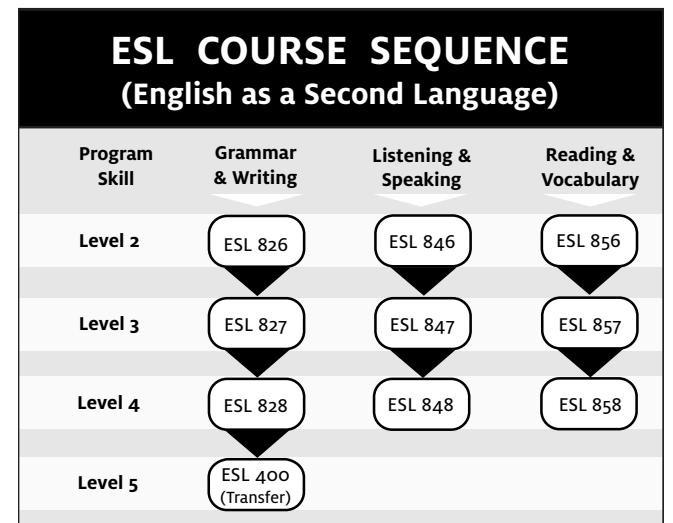 ESL COURSE SEQUENCE
(English as a Second Language)
Program Skill
Grammar & Writing
Listening & Speaking
Reading & Vocabulary
Level 2
ESL 826
ESL 846
ESL 856
Level 3
ESL 827
ESL 847
ESL 857
Level 4
ESL 828
ESL 848
ESL 858
Level 5
ESL 400
(Transfer)